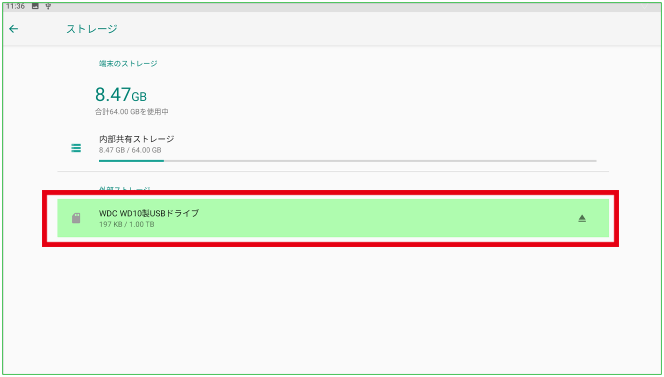 11:36
ストレージ
端末のストレージ
8.47GB
合計64.00 GBを使用中
内部共有ストレージ
8.47 GB / 64.00 GB
外部ストレージ
WDC WD10製USBドライブ
197 KB / 1.00 TB